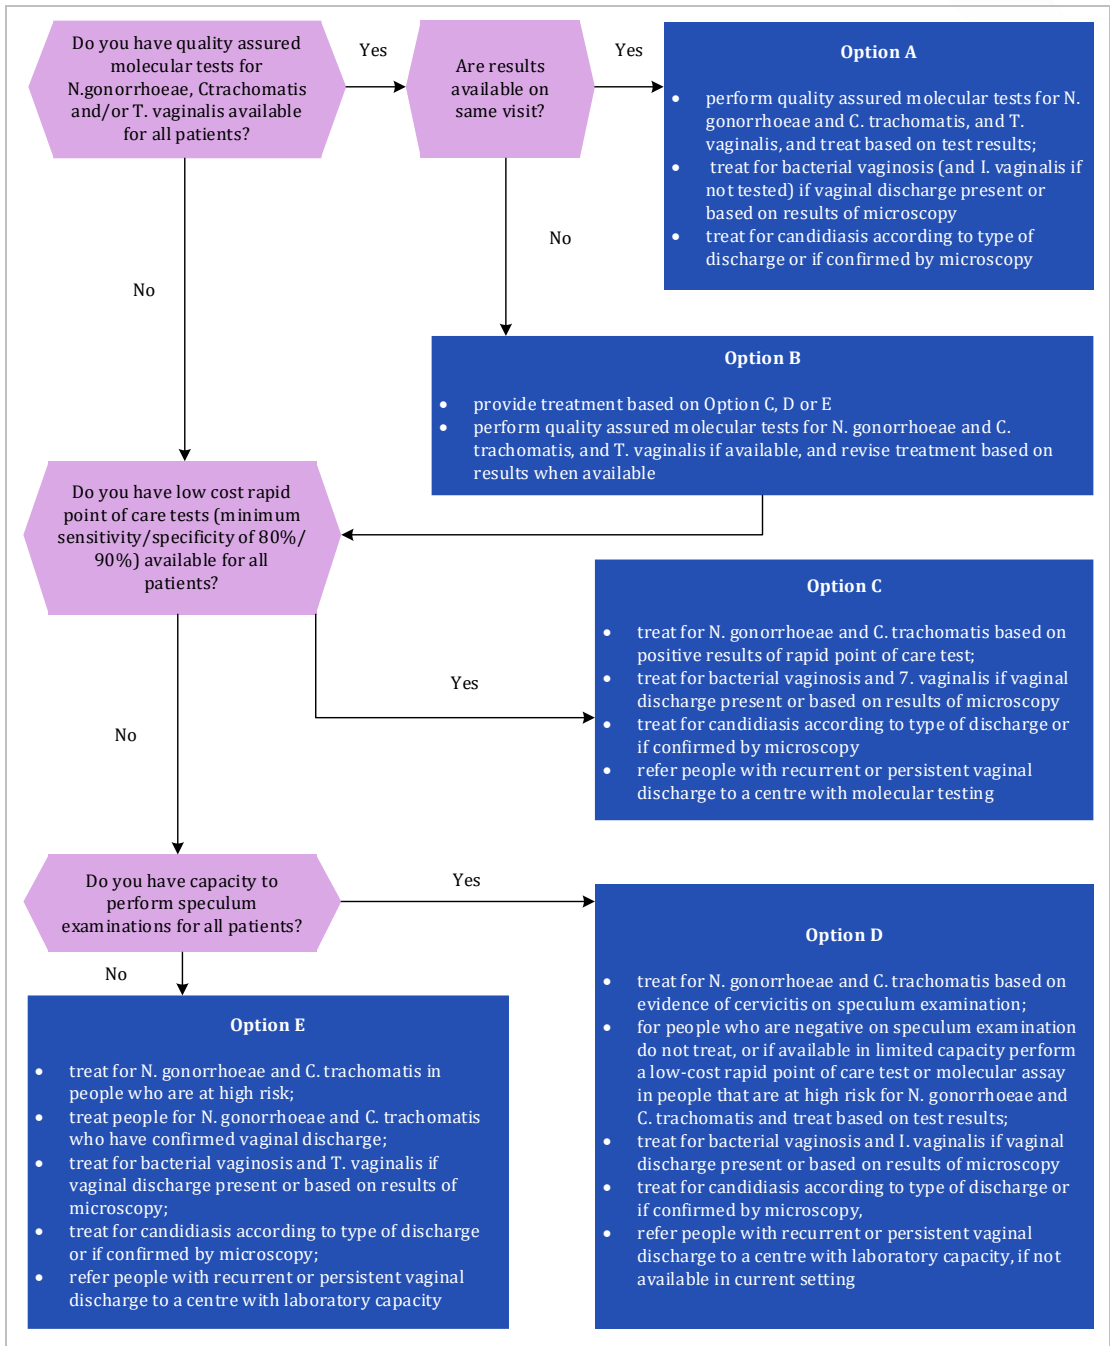 Do you have quality assured
molecular tests for
N.gonorrhoeae, Ctrachomatis
and/or T. vaginalis available
for all patients?
Yes
Are results
available on
same visit?
Yes
Option A
• perform quality assured molecular tests for N.
gonorrhoeae and C. trachomatis, and T.
vaginalis, and treat based on test results;
• treat for bacterial vaginosis (and I. vaginalis if
not tested) if vaginal discharge present or
based on results of microscopy
• treat for candidiasis according to type of
discharge or if confirmed by microscopy
No
No
Option B
• provide treatment based on Option C, D or E
• perform quality assured molecular tests for N. gonorrhoeae and C.
trachomatis, and T. vaginalis if available, and revise treatment based on
results when available
Do you have low cost rapid
point of care tests (minimum
sensitivity/specificity of 80%/
90%) available for all
patients?
Yes
Option C
• treat for N. gonorrhoeae and C. trachomatis based on
positive results of rapid point of care test;
• treat for bacterial vaginosis and 7. vaginalis if vaginal
discharge present or based on results of microscopy
• treat for candidiasis according to type of discharge or
if confirmed by microscopy
• refer people with recurrent or persistent vaginal
discharge to a centre with molecular testing
No
Do you have capacity to
perform speculum
examinations for all patients?
Yes
Option D
• treat for N. gonorrhoeae and C. trachomatis based on
evidence of cervicitis on speculum examination;
• for people who are negative on speculum examination
do not treat, or if available in limited capacity perform
a low-cost rapid point of care test or molecular assay
in people that are at high risk for N. gonorrhoeae and
C. trachomatis and treat based on test results;
• treat for bacterial vaginosis and I. vaginalis if vaginal
discharge present or based on results of microscopy
• treat for candidiasis according to type of discharge or
if confirmed by microscopy,
• refer people with recurrent or persistent vaginal
discharge to a centre with laboratory capacity, if not
available in current setting
No
Option E
• treat for N. gonorrhoeae and C. trachomatis in
people who are at high risk;
• treat people for N. gonorrhoeae and C. trachomatis
who have confirmed vaginal discharge;
• treat for bacterial vaginosis and T. vaginalis if
vaginal discharge present or based on results of
microscopy;
• treat for candidiasis according to type of discharge
or if confirmed by microscopy;
• refer people with recurrent or persistent vaginal
discharge to a centre with laboratory capacity